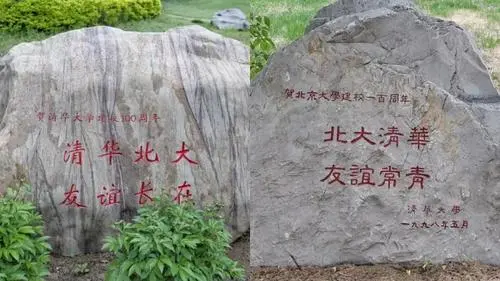 贺清华大学建校100周年
清华北大
友谊长在
贺北京大學建校一百周年
北大清華
友誼常青
清華大學
一九九八年五月